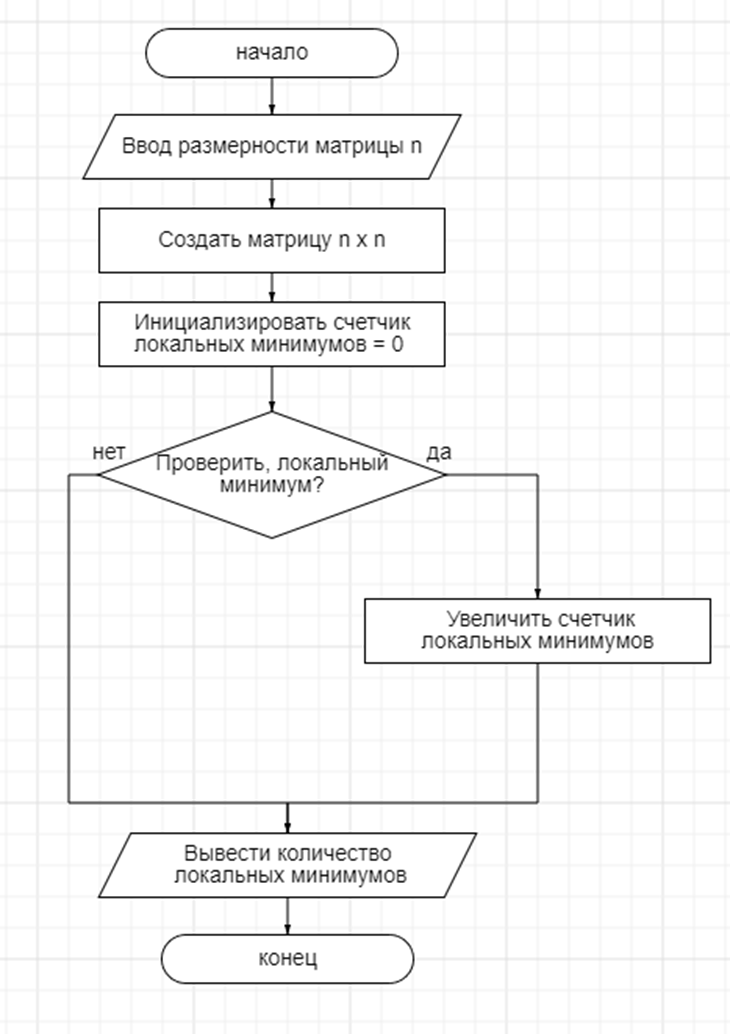 начало
Ввод размерности матрицы n
Создать матрицу n x n
Инициализировать счетчик
локальных минимумов = 0
нет
да
Проверить, локальный
минимум?
Увеличить счетчик
локальных минимумов
Вывести количество
локальных минимумов
конец